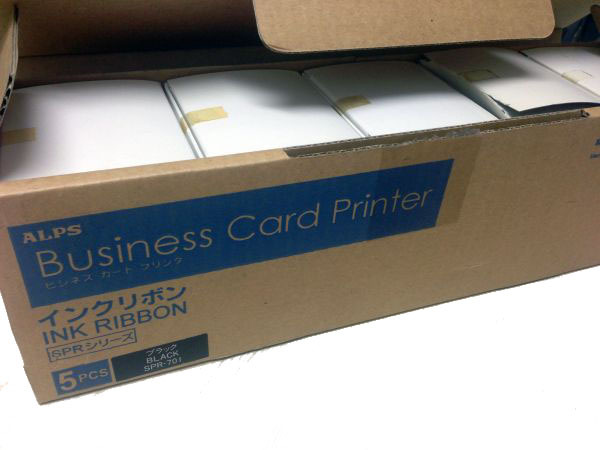 ALPS
Business Card Printer
ビジネス カード プリンタ
インクリボン
INK RIBBON
SPRシリーズ
5PCS
ブラック
BLACK
SPR-701